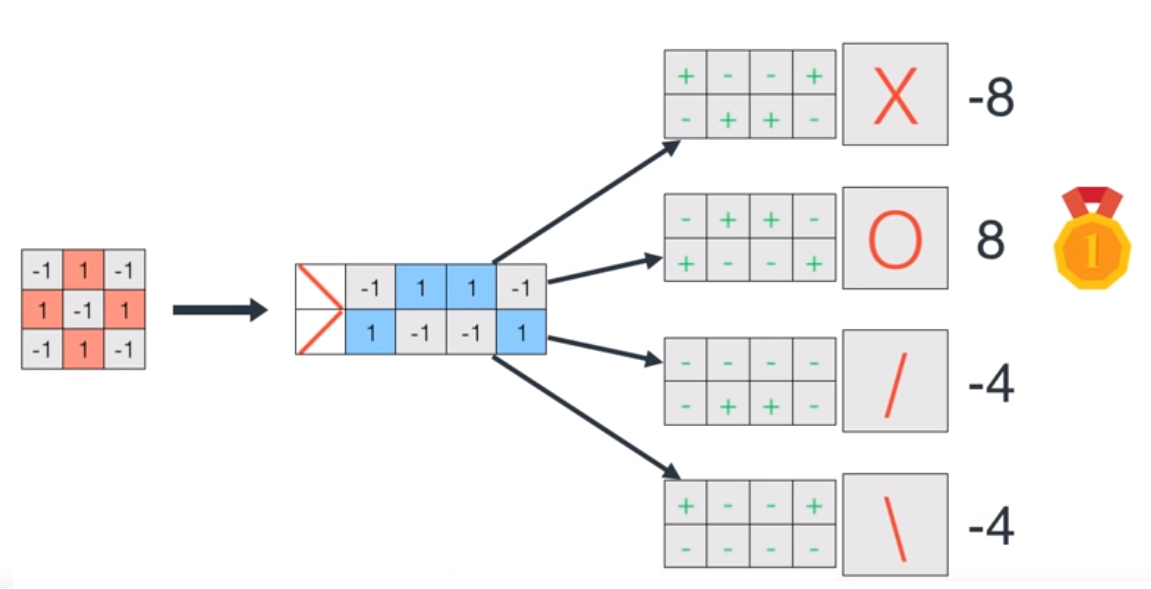 + - - +
- + + -
X -8
- + + -
+ - - +
O 8
1
-1 1 -1
1 -1 1
-1 1 -1
\ -1 1 1 -1
/ 1 -1 -1 1
- - - -
- + + -
/ -4
+ - - +
- - - -
\ -4